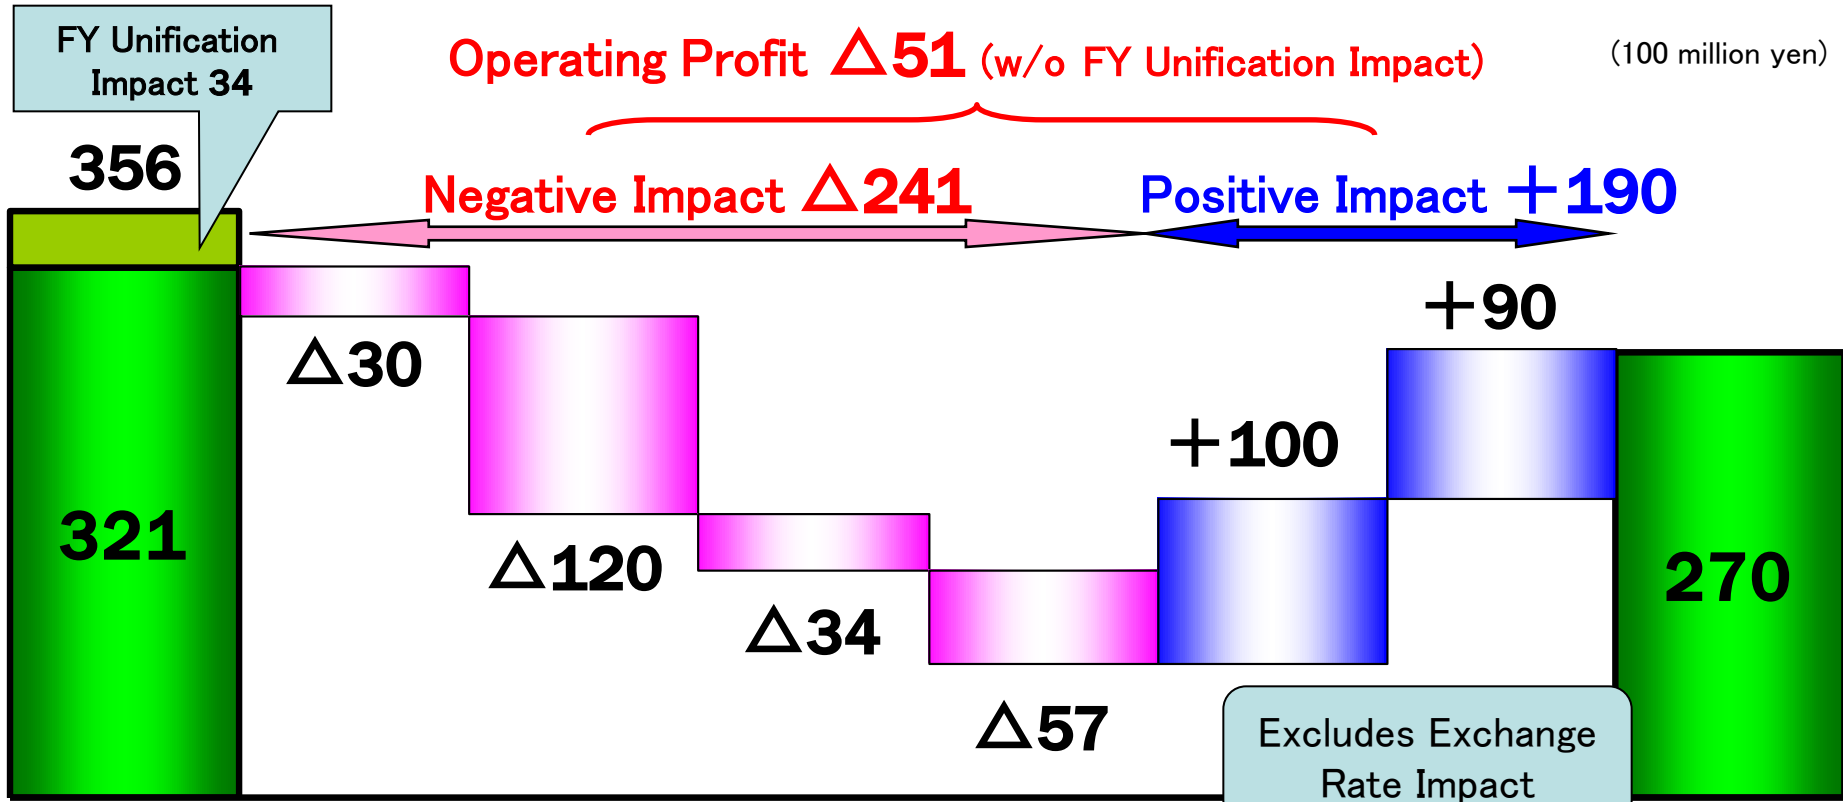 FY Unification
Impact 34
Operating Profit △51 (w/o FY Unification Impact)
(100 million yen)
356
Negative Impact △241
Positive Impact +190
+90
△30
+100
321
△120
270
△34
△57
Excludes Exchange
Rate Impact